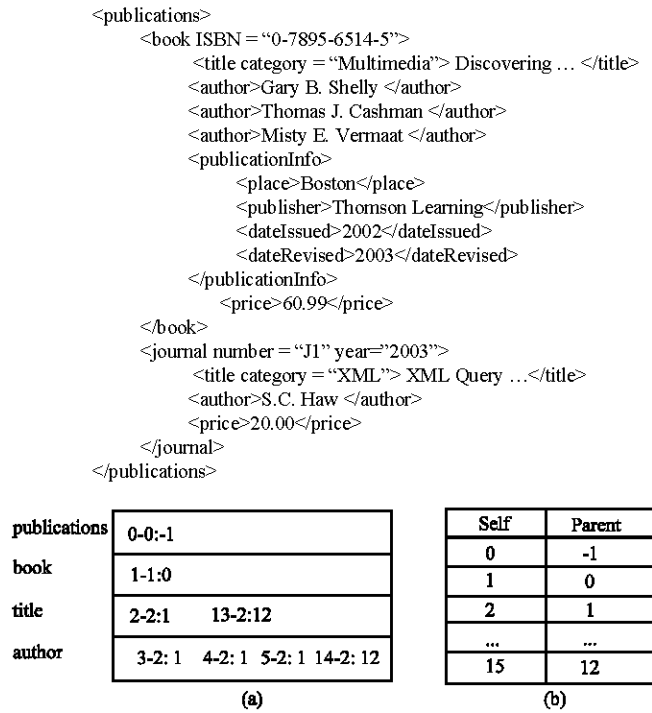 <publications>
<book ISBN = “0-7895-6514-5”>
<title category = “Multimedia”> Discovering … </title>
<author>Gary B. Shelly </author>
<author>Thomas J. Cashman </author>
<author>Misty E. Vermaat </author>
<publicationInfo>
<place>Boston</place>
<publisher>Thomson Learning</publisher>
<dateIssued>2002</dateIssued>
<dateRevised>2003</dateRevised>
</publicationInfo>
<price>60.99</price>
</book>
<journal number = “J1” year=”2003”>
<title category = “XML”> XML Query …</title>
<author>S.C. Haw </author>
<price>20.00</price>
</journal>
</publications>
publications 0-0:-1
book 1-1:0
title 2-2:1 13-2:12
author 3-2: 1 4-2: 1 5-2: 1 14-2: 12
(a)
Self Parent
0 -1
1 0
2 1
... ...
15 12
(b)